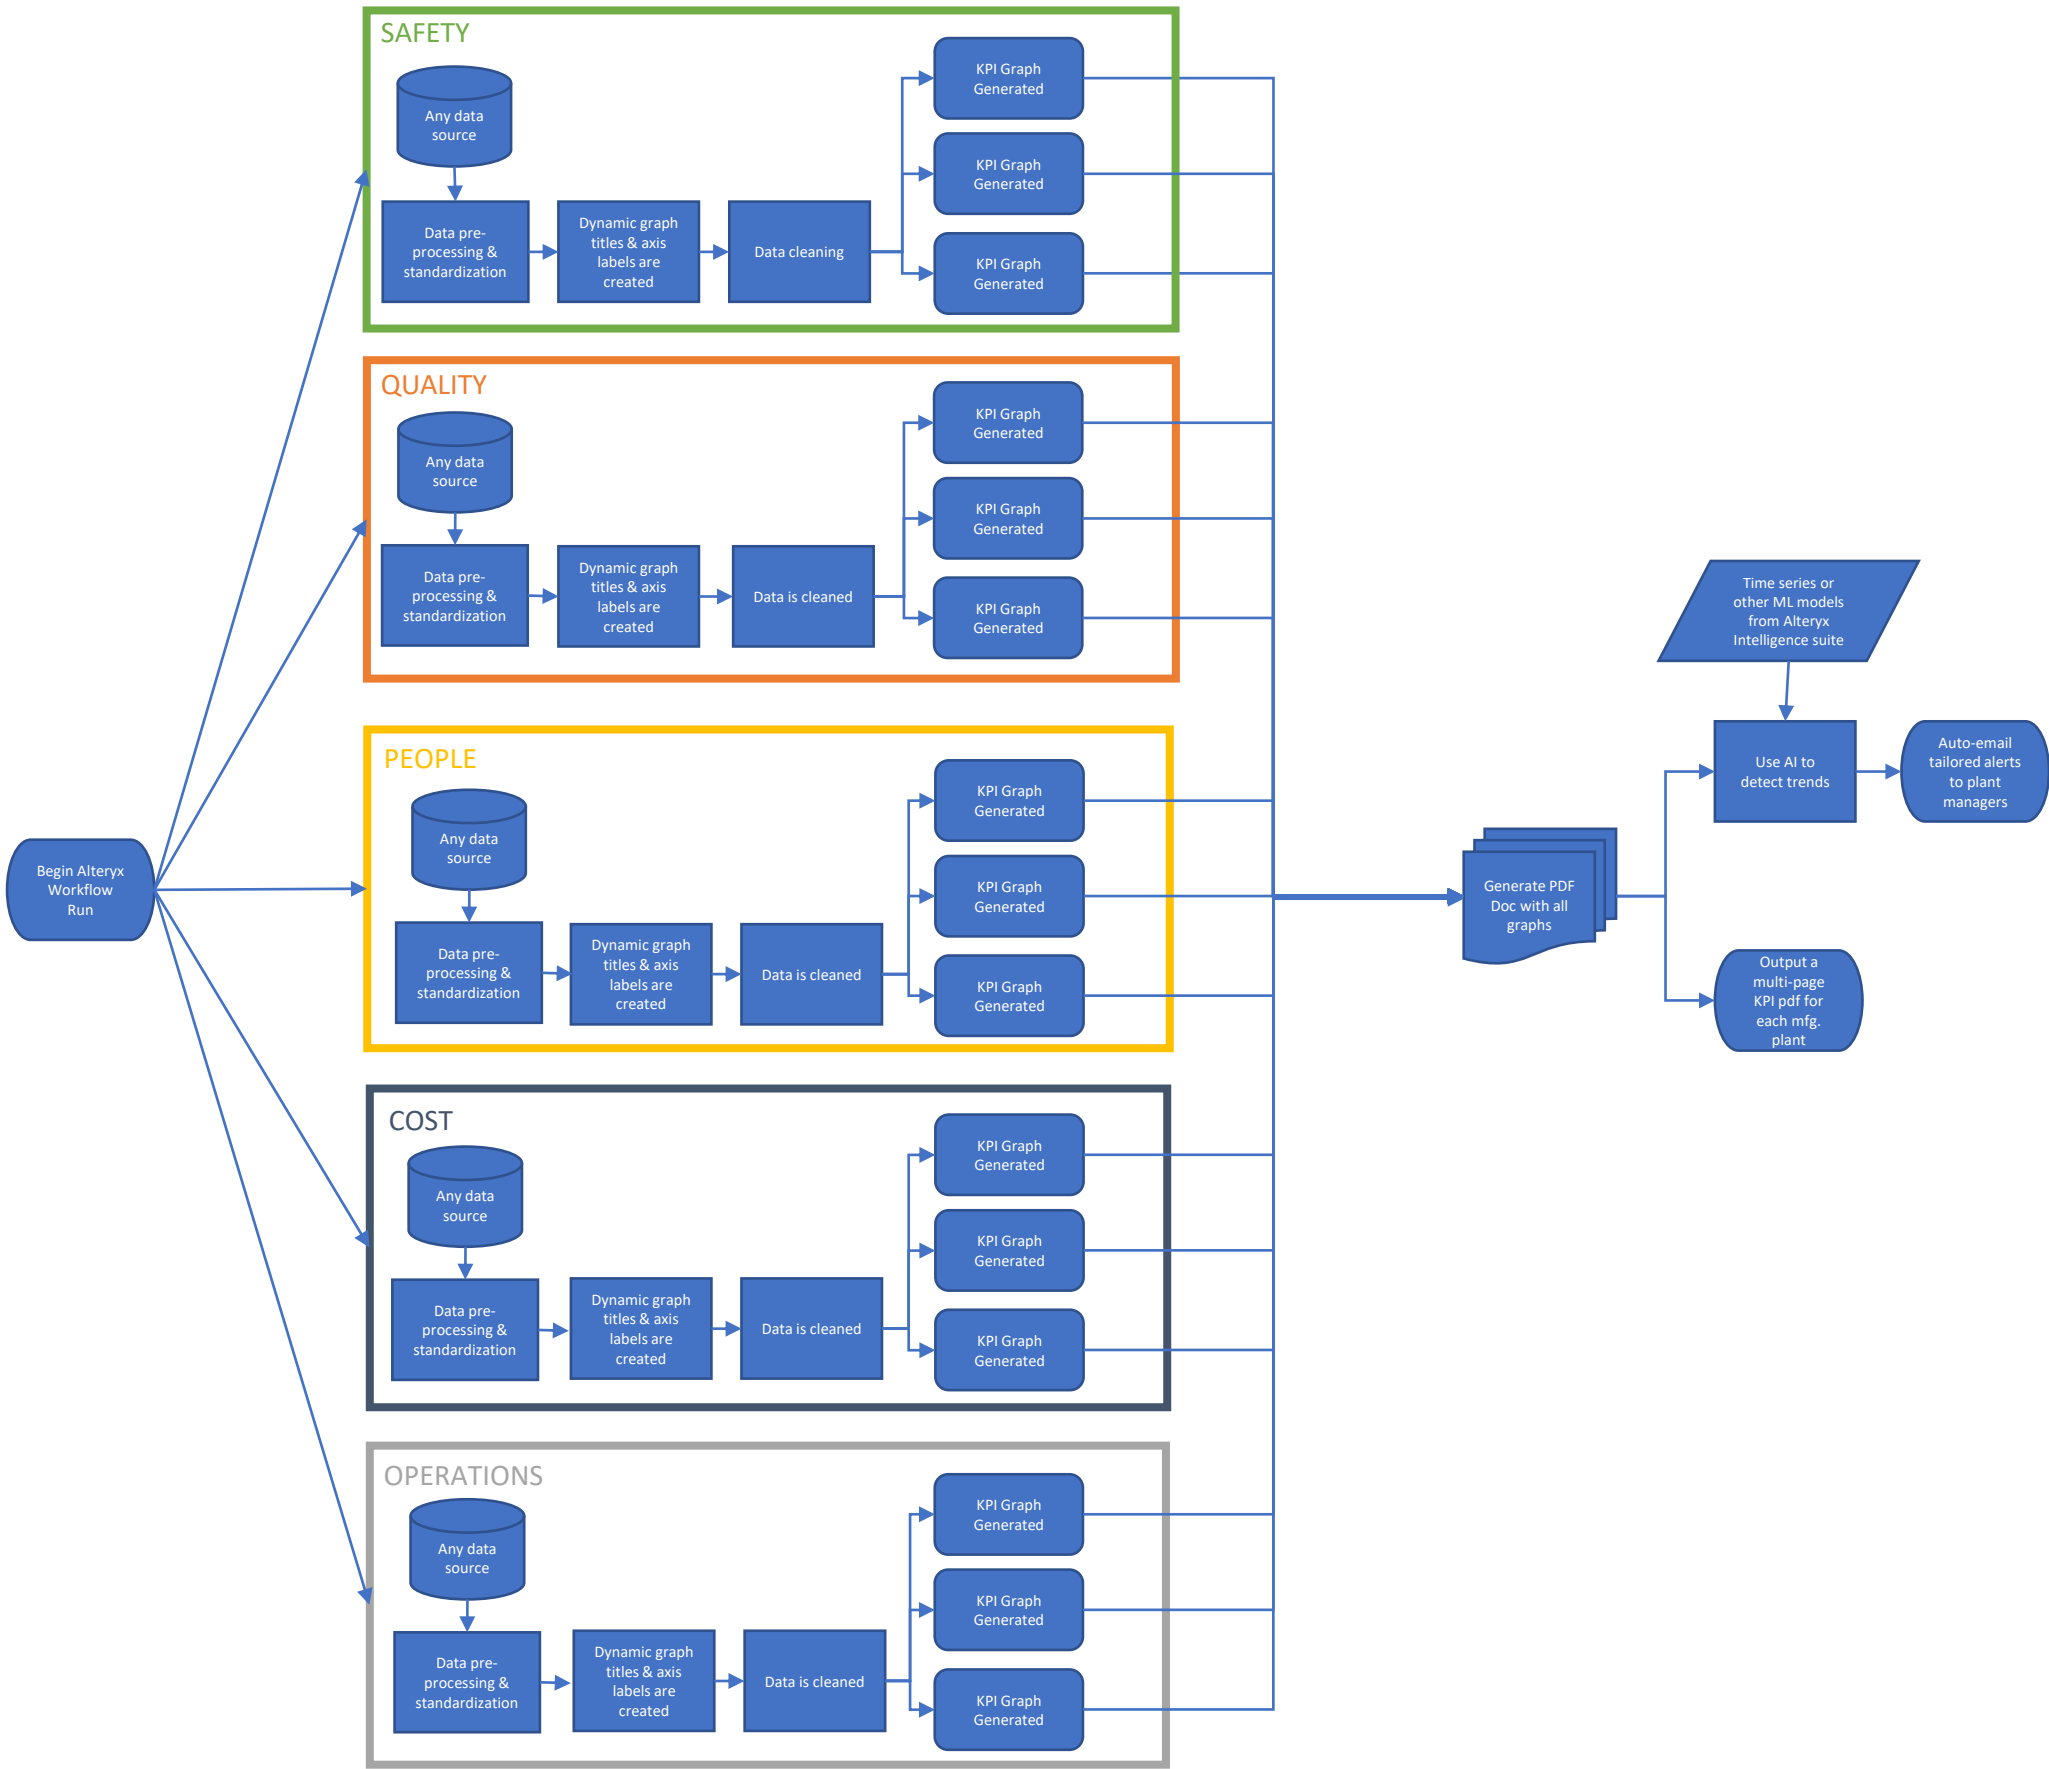 SAFETY
Any data
source
Data pre-
processing &
standardization
Dynamic graph
titles & axis
labels are
created
Data cleaning
KPI Graph
Generated
KPI Graph
Generated
KPI Graph
Generated
QUALITY
Any data
source
Data pre-
processing &
standardization
Dynamic graph
titles & axis
labels are
created
Data is cleaned
KPI Graph
Generated
KPI Graph
Generated
KPI Graph
Generated
PEOPLE
Any data
source
Data pre-
processing &
standardization
Dynamic graph
titles & axis
labels are
created
Data is cleaned
KPI Graph
Generated
KPI Graph
Generated
KPI Graph
Generated
COST
Any data
source
Data pre-
processing &
standardization
Dynamic graph
titles & axis
labels are
created
Data is cleaned
KPI Graph
Generated
KPI Graph
Generated
KPI Graph
Generated
OPERATIONS
Any data
source
Data pre-
processing &
standardization
Dynamic graph
titles & axis
labels are
created
Data is cleaned
KPI Graph
Generated
KPI Graph
Generated
KPI Graph
Generated
Begin Alteryx
Workflow
Run
Generate PDF
Doc with all
graphs
Time series or
other ML models
from Alteryx
Intelligence suite
Use AI to
detect trends
Auto-email
tailored alerts
to plant
managers
Output a
multi-page
KPI pdf for
each mfg.
plant